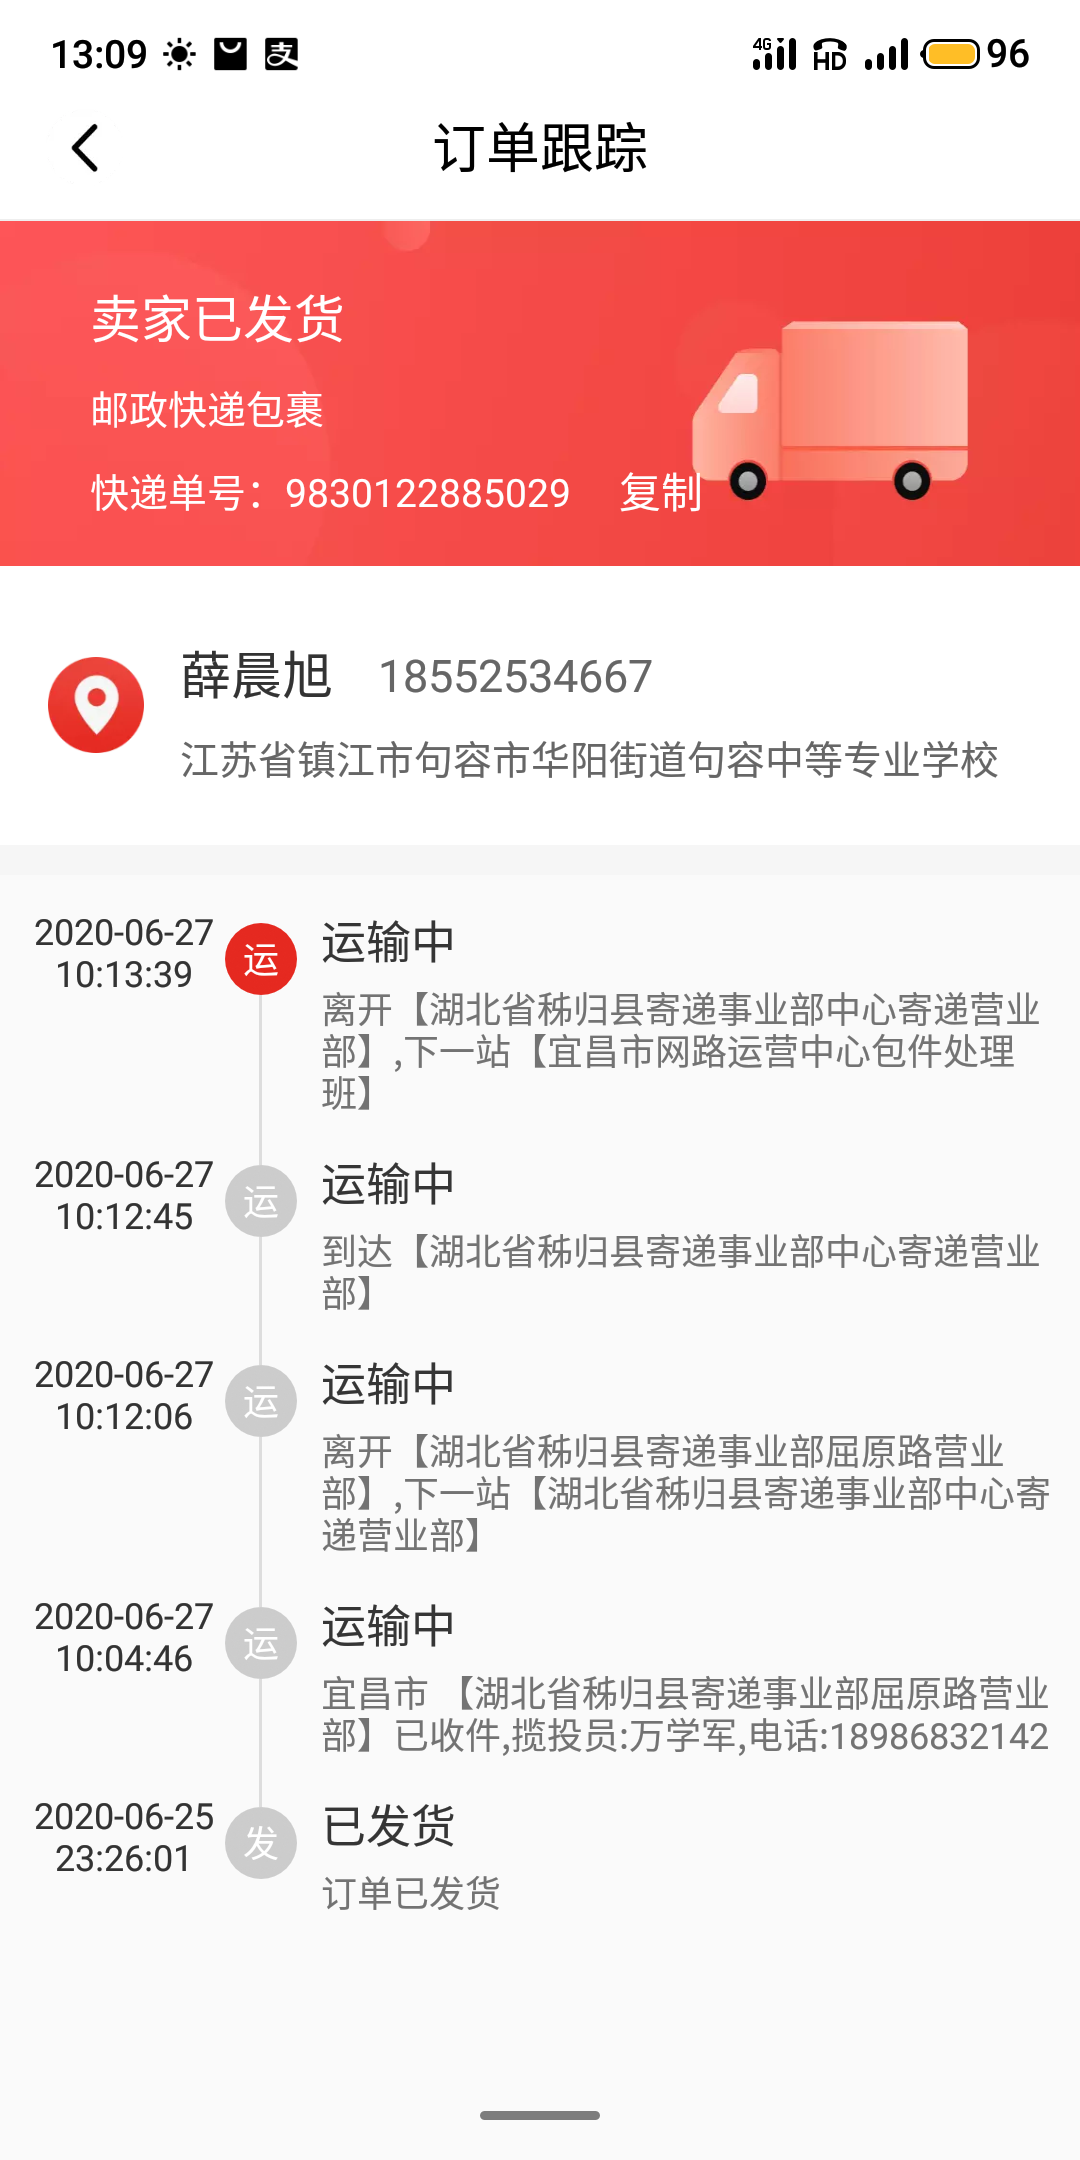 13:09 支 4G HD 96
订单跟踪
卖家已发货
邮政快递包裹
快递单号：9830122885029 复制
薛晨旭 18552534667
江苏省镇江市句容市华阳街道句容中等专业学校
2020-06-27
10:13:39
运
运输中
离开【湖北省秭归县寄递事业部中心寄递营业
部】,下一站【宜昌市网路运营中心包件处理
班】
2020-06-27
10:12:45
运
运输中
到达【湖北省秭归县寄递事业部中心寄递营业
部】
2020-06-27
10:12:06
运
运输中
离开【湖北省秭归县寄递事业部屈原路营业
部】,下一站【湖北省秭归县寄递事业部中心寄
递营业部】
2020-06-27
10:04:46
运
运输中
宜昌市 【湖北省秭归县寄递事业部屈原路营业
部】已收件,揽投员:万学军,电话:18986832142
2020-06-25
23:26:01
发
已发货
订单已发货